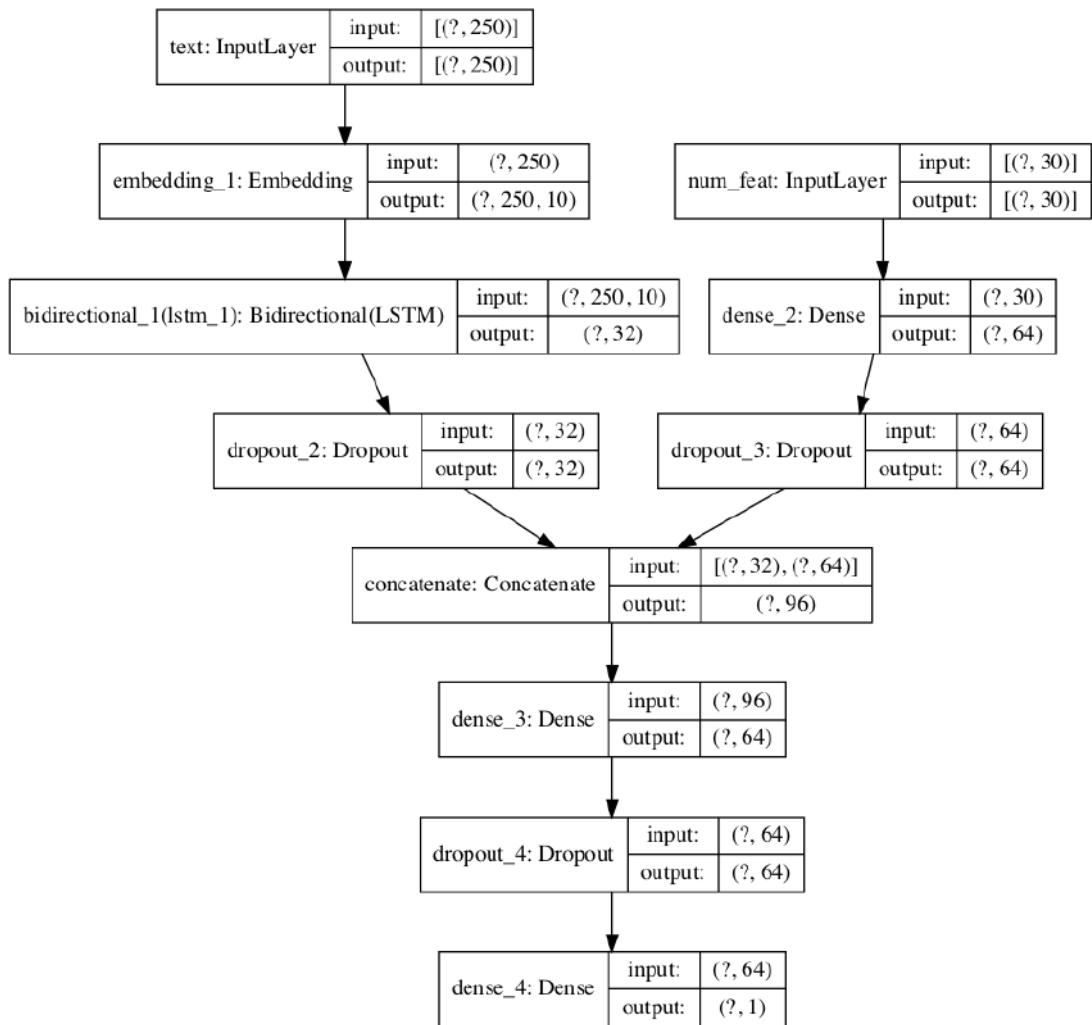 text: InputLayer
input: [(?, 250)]
output: [(?, 250)]
embedding_1: Embedding
input: (?, 250)
output: (?, 250, 10)
num_feat: InputLayer
input: [(?, 30)]
output: [(?, 30)]
bidirectional_1(lstm_1): Bidirectional(LSTM)
input: (?, 250, 10)
output: (?, 32)
dense_2: Dense
input: (?, 30)
output: (?, 64)
dropout_2: Dropout
input: (?, 32)
output: (?, 32)
dropout_3: Dropout
input: (?, 64)
output: (?, 64)
concatenate: Concatenate
input: [(?, 32), (?, 64)]
output: (?, 96)
dense_3: Dense
input: (?, 96)
output: (?, 64)
dropout_4: Dropout
input: (?, 64)
output: (?, 64)
dense_4: Dense
input: (?, 64)
output: (?, 1)